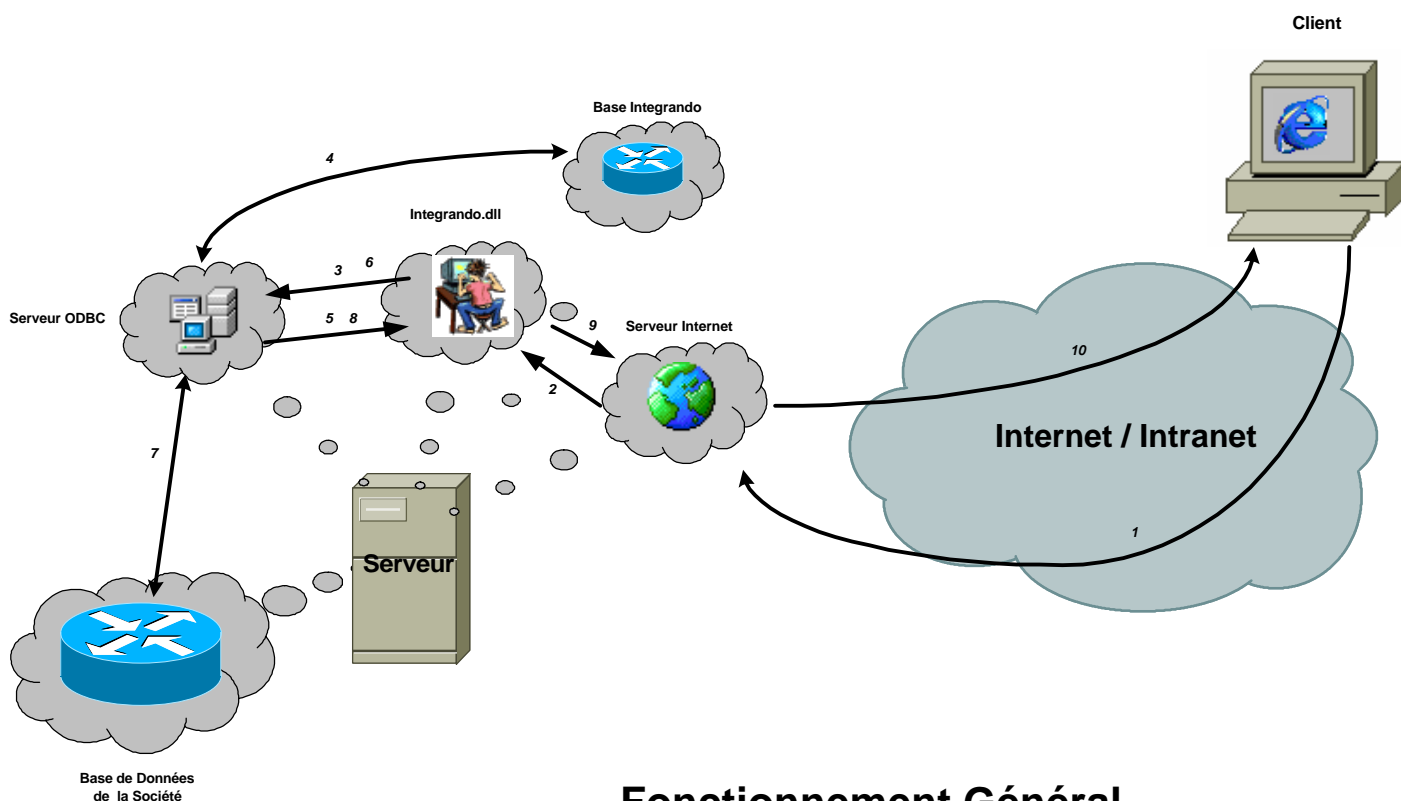 Client
Base Integrando
4
Integrando.dll
3 6
Serveur ODBC
5 8
9
Serveur Internet
2
10
Internet / Intranet
7
1
Serveur
Base de Données
de la Société
Fonctionnement Général